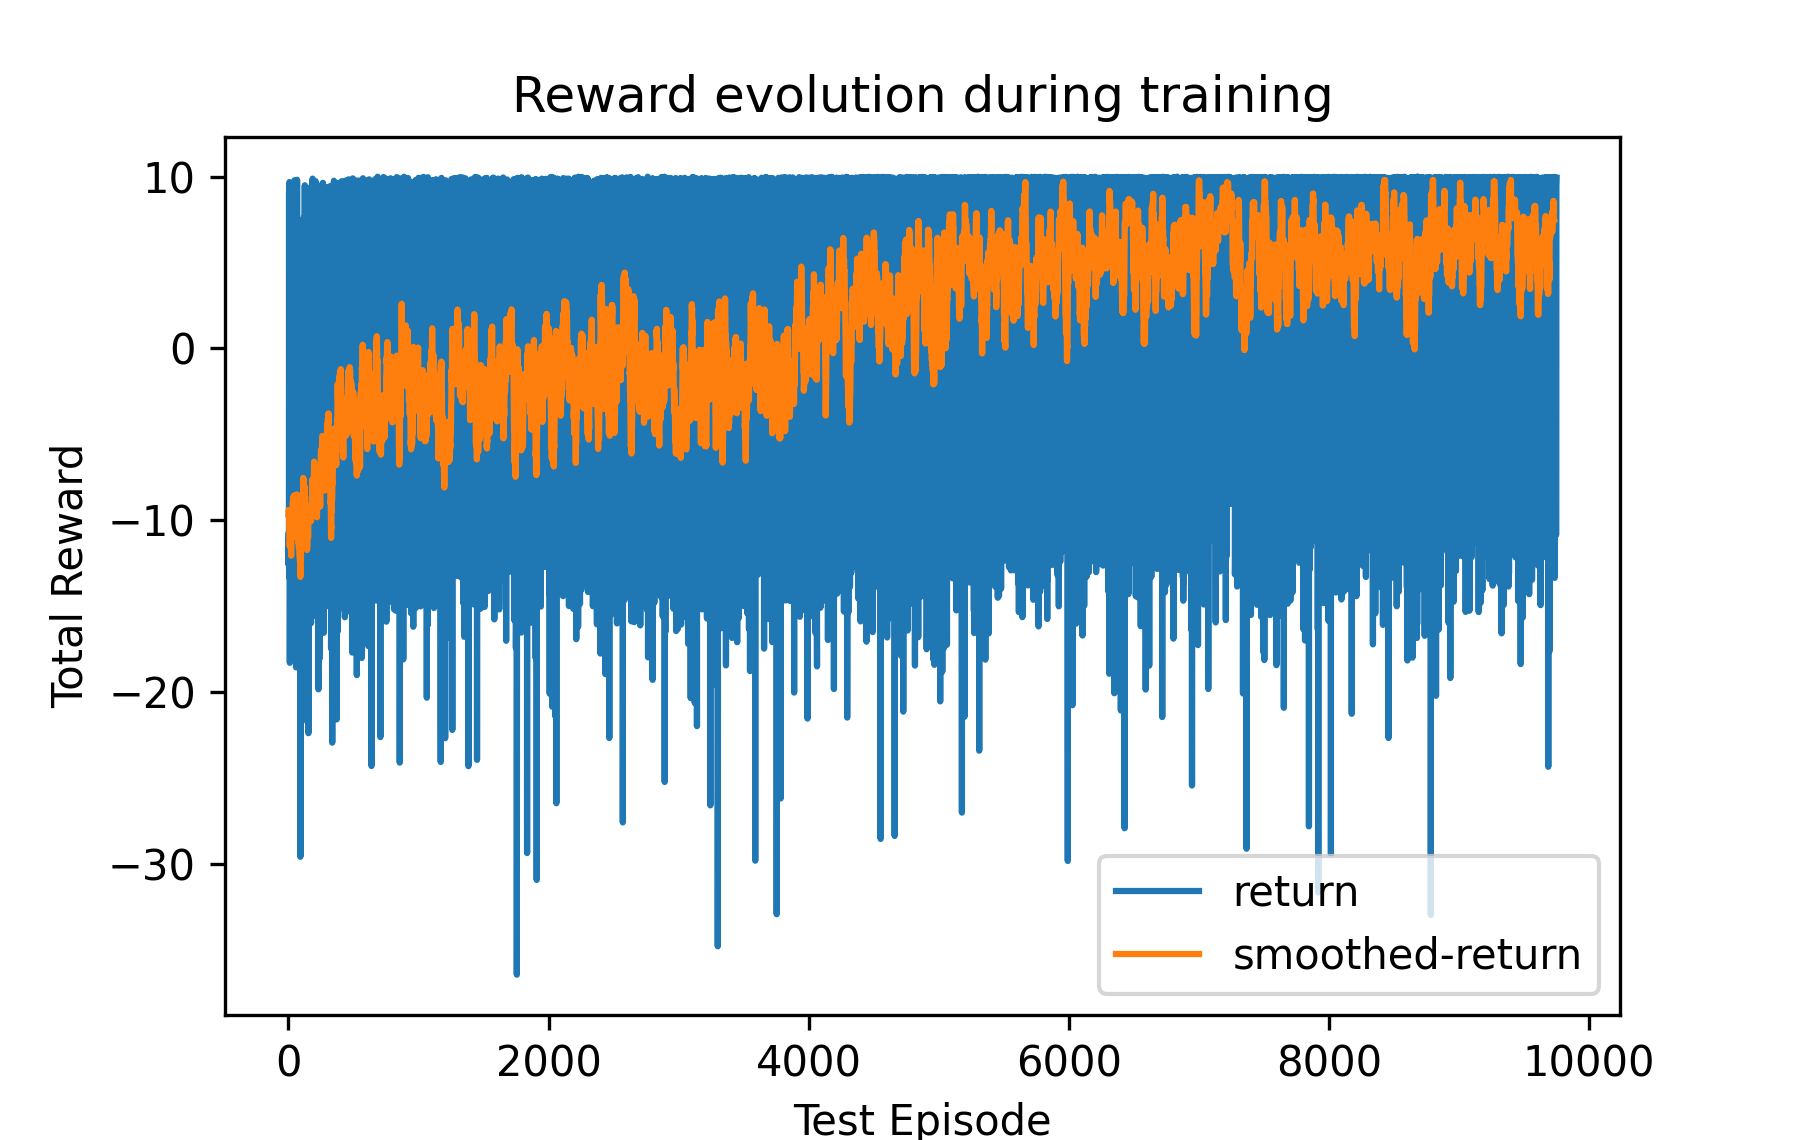 Reward evolution during training
Total Reward
10
0
−10
−20
−30
return
smoothed-return
0 2000 4000 6000 8000 10000
Test Episode